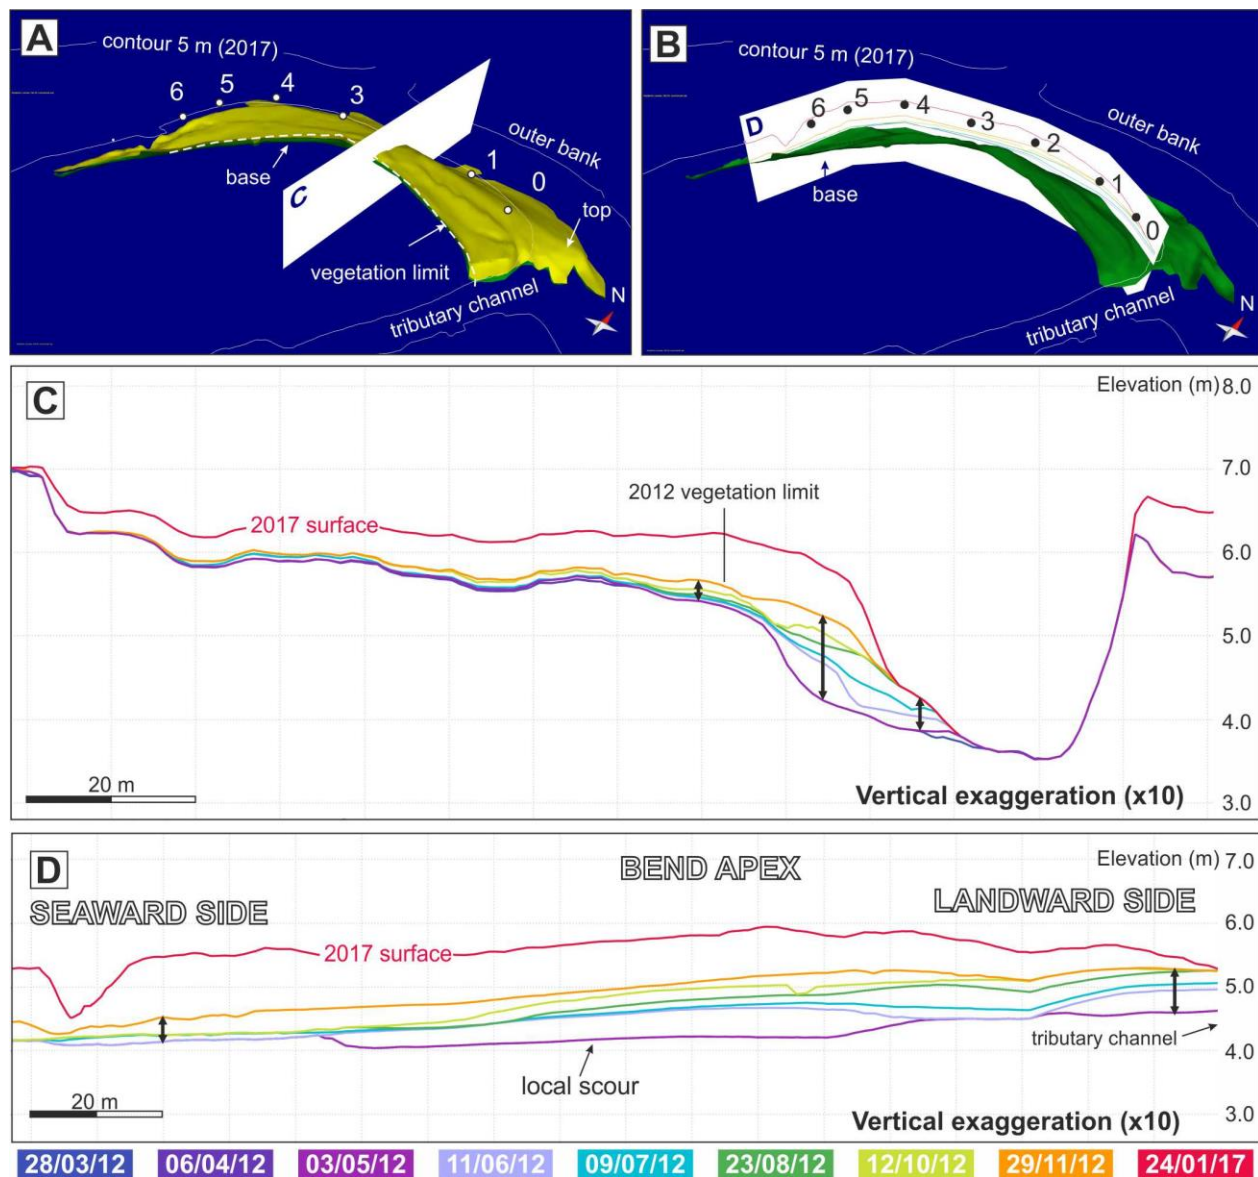 A
contour 5 m (2017)
6
5
4
3
C
1
0
outer bank
base
top
vegetation limit
tributary channel
N
B
contour 5 m (2017)
D
6
5
4
3
2
1
0
outer bank
base
tributary channel
N
C
Elevation (m)
8.0
7.0
6.0
5.0
4.0
3.0
2012 vegetation limit
2017 surface
20 m
Vertical exaggeration (x10)
D
Elevation (m)
7.0
6.0
5.0
4.0
3.0
BEND APEX
SEAWARD SIDE
LANDWARD SIDE
2017 surface
tributary channel
local scour
20 m
Vertical exaggeration (x10)
28/03/12 06/04/12 03/05/12 11/06/12 09/07/12 23/08/12 12/10/12 29/11/12 24/01/17